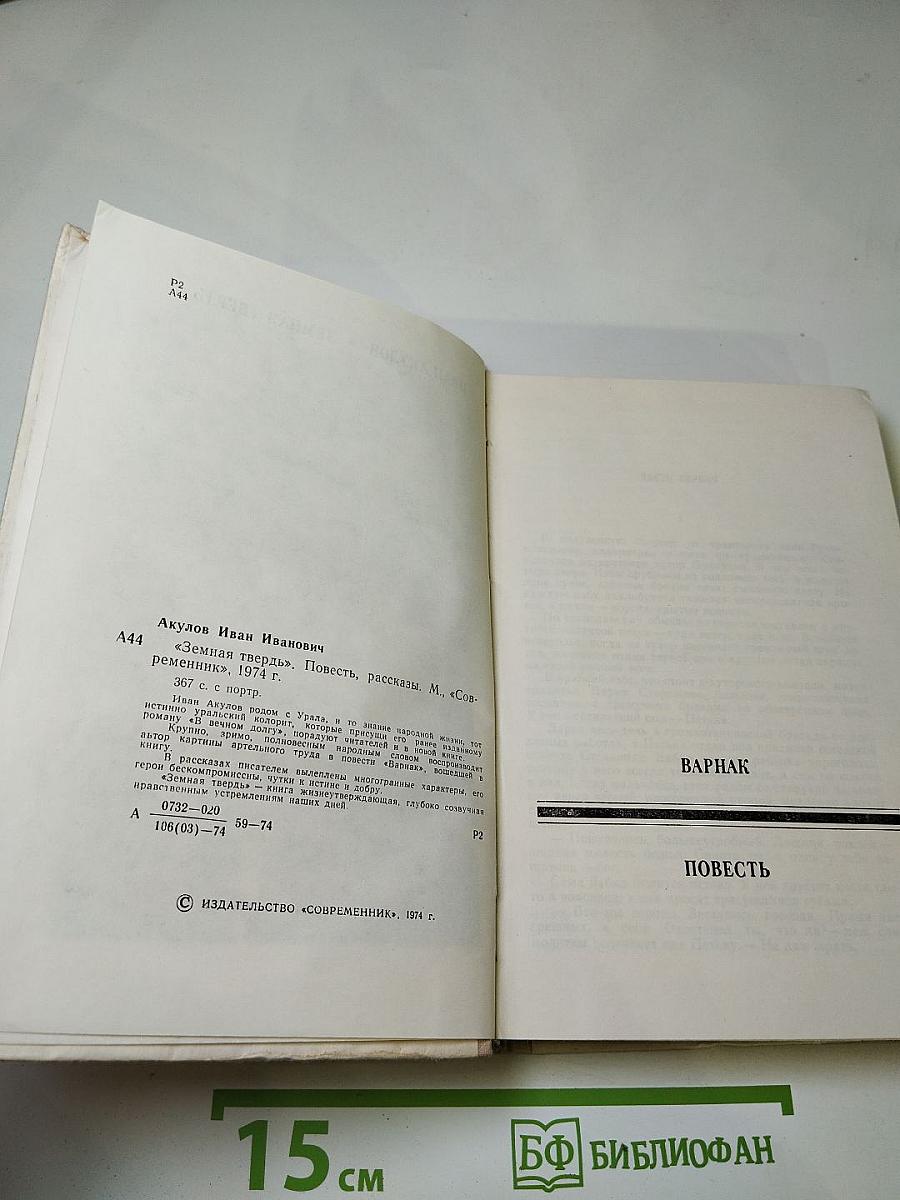 Р2
А44
Акулов Иван Иванович
А44
«Земная твердь». Повесть, рассказы. М., «Сов-
ременник», 1974 г.
367 с. с портр.
Иван Акулов родом с Урала, и то знание народной жизни, тот
истинно уральский колорит, которые присущи его ранее изданному
роману «В вечном долгу», порадуют читателей и в новой книге.
Крупно, зримо, полновесным народным словом воспроизводит
автор картины артельного труда в повести «Варнак», вошедшей в
книгу.
В рассказах писателем вылеплены многогранные характеры, его
герои бескомпромиссны, чутки к истине и добру.
«Земная твердь» — книга жизнеутверждающая, глубоко созвучная
нравственным устремлениям наших дней.
А 0732—020
106(03)—74 59—74
Р2
© ИЗДАТЕЛЬСТВО «СОВРЕМЕННИК», 1974 г.
ВАРНАК
ПОВЕСТЬ
15 см
БФ БИБЛИОФАН